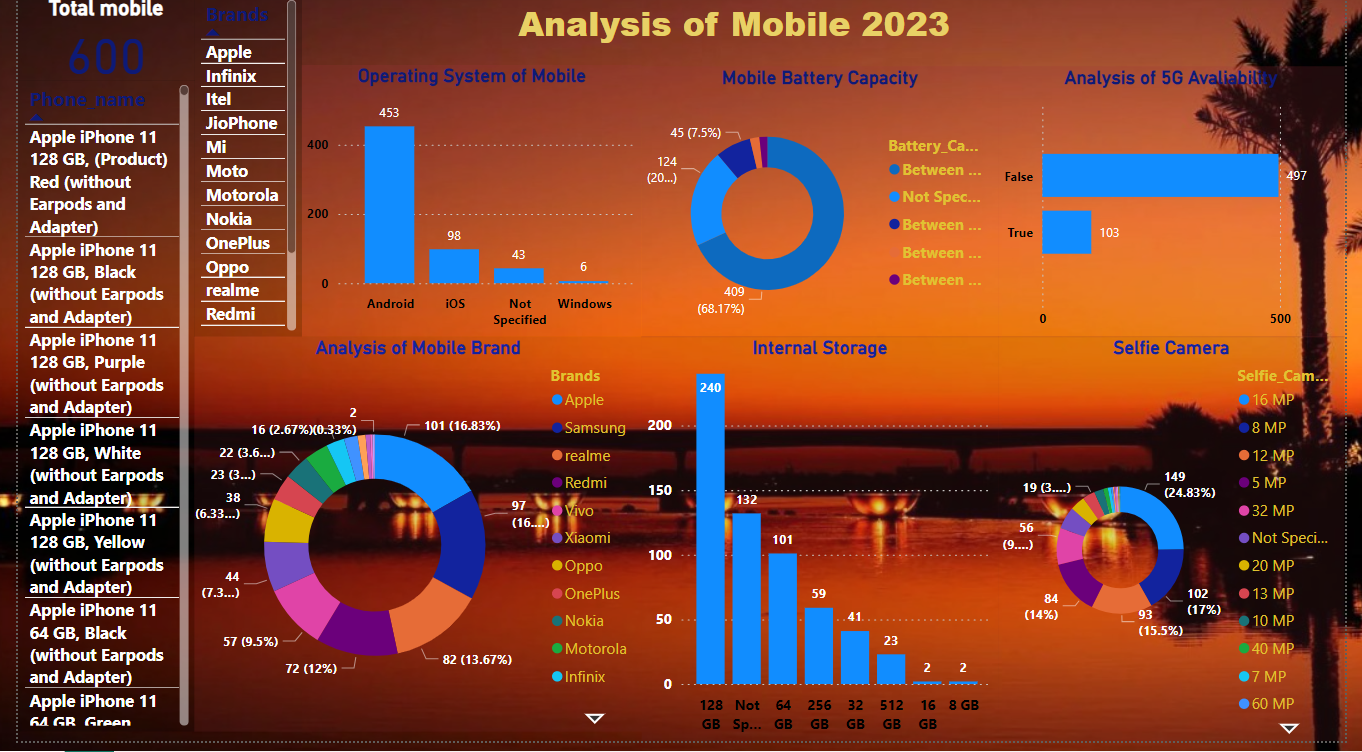 Total mobile
600
Phone_name
Apple iPhone 11
128 GB, (Product)
Red (without
Earpods and
Adapter)
Apple iPhone 11
128 GB, Black
(without Earpods
and Adapter)
Apple iPhone 11
128 GB, Purple
(without Earpods
and Adapter)
Apple iPhone 11
128 GB, White
(without Earpods
and Adapter)
Apple iPhone 11
128 GB, Yellow
(without Earpods
and Adapter)
Apple iPhone 11
64 GB, Black
(without Earpods
and Adapter)
Apple iPhone 11
64 GB, Green
Brands
Apple
Infinix
Itel
JioPhone
Mi
Moto
Motorola
Nokia
OnePlus
Oppo
realme
Redmi
Analysis of Mobile 2023
Operating System of Mobile
400
200
0
453
98
43
6
Android
iOS
Not
Specified
Windows
Mobile Battery Capacity
45 (7.5%)
124
(20...)
409
(68.17%)
Battery_Ca...
Between ...
Not Spec...
Between ...
Between ...
Between ...
Analysis of 5G Avaliability
False
497
True
103
0
500
Analysis of Mobile Brand
2
16 (2.67%)(0.33%)
101 (16.83%)
22 (3.6...)
23 (3...)
38
(6.33...)
97
(16....)
44
(7.3...)
57 (9.5%)
72 (12%)
82 (13.67%)
Brands
Apple
Samsung
realme
Redmi
Vivo
Xiaomi
Oppo
OnePlus
Nokia
Motorola
Infinix
Internal Storage
200
150
100
50
0
240
132
101
59
41
23
2
2
128
GB
Not
Sp...
64
GB
256
GB
32
GB
512
GB
16
GB
8 GB
Selfie Camera
19 (3....)
149
(24.83%)
56
(9....)
84
(14%)
93
(15.5%)
102
(17%)
Selfie_Cam...
16 MP
8 MP
12 MP
5 MP
32 MP
Not Speci...
20 MP
13 MP
10 MP
40 MP
7 MP
60 MP